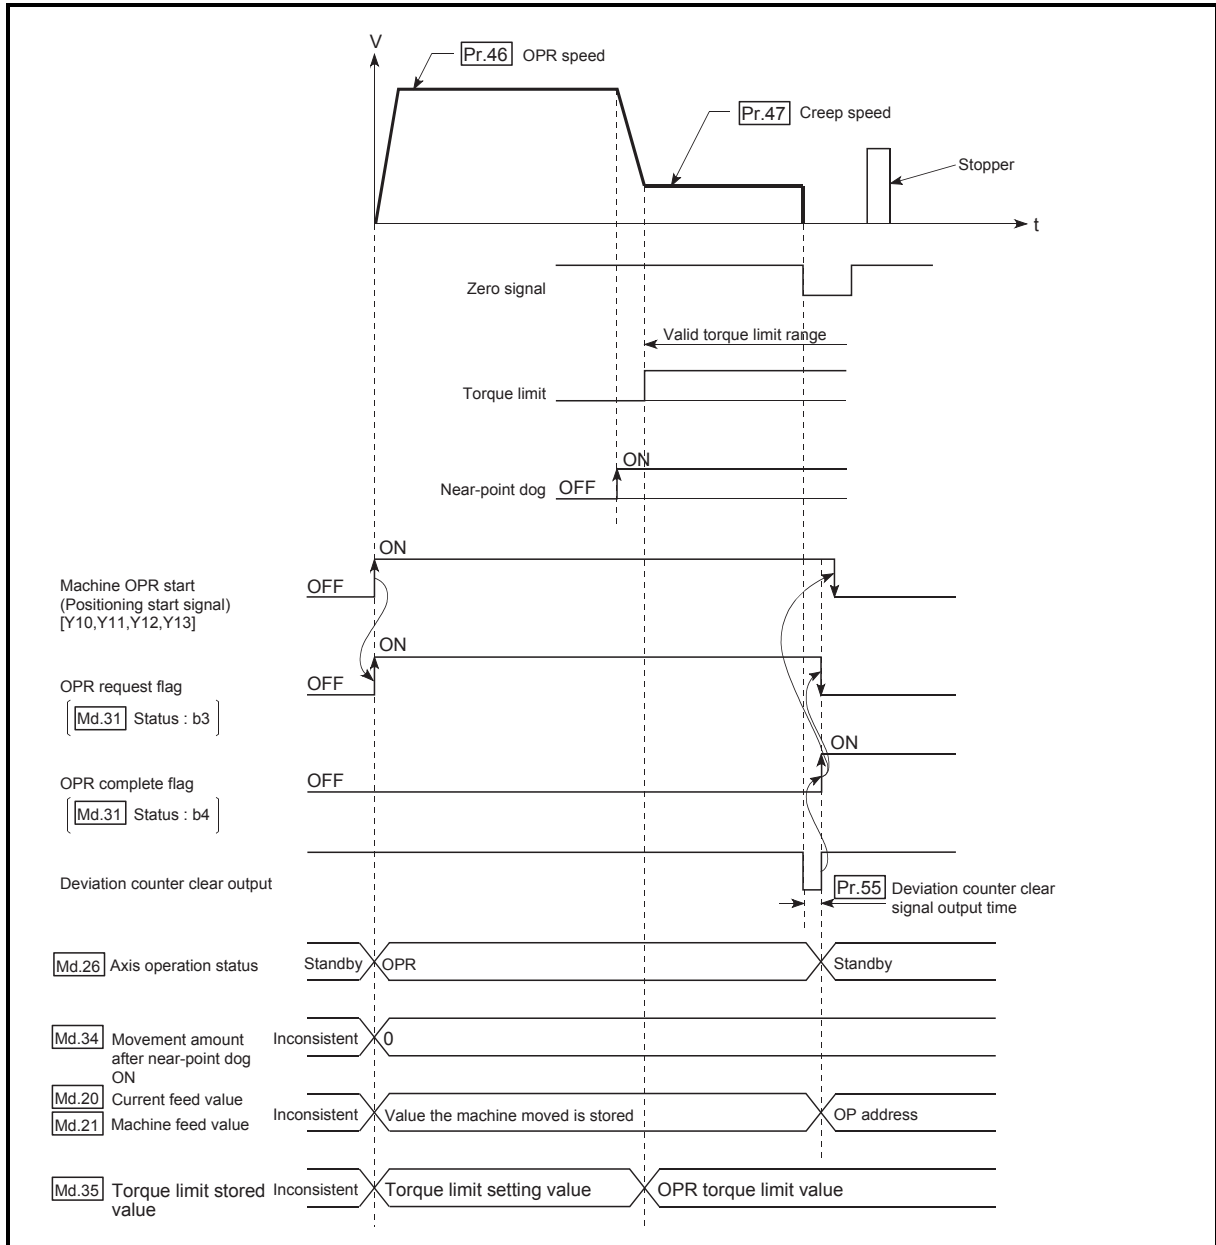 V
Pr.46 OPR speed
Pr.47 Creep speed
Stopper
t
Zero signal
Valid torque limit range
Torque limit
ON
Near-point dog OFF
ON
Machine OPR start
(Positioning start signal)
[Y10,Y11,Y12,Y13]
OFF
ON
OPR request flag
OFF
Md.31 Status : b3
ON
OPR complete flag
OFF
Md.31 Status : b4
Deviation counter clear output
Pr.55 Deviation counter clear
signal output time
Md.26 Axis operation status Standby OPR Standby
Md.34 Movement amount
after near-point dog
ON
Inconsistent 0
Md.20 Current feed value
Md.21 Machine feed value
Inconsistent Value the machine moved is stored OP address
Md.35 Torque limit stored
value
Inconsistent Torque limit setting value OPR torque limit value